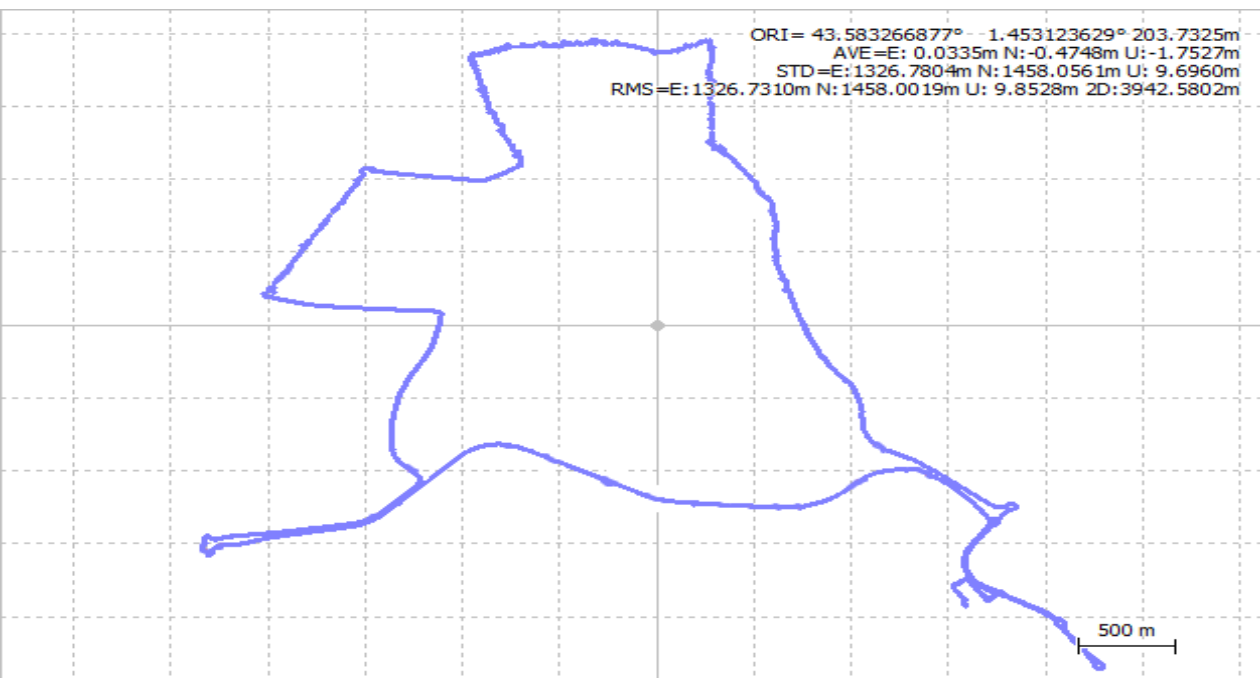 ORI= 43.583266877° 1.453123629° 203.7325m
AVE=E: 0.0335m N:-0.4748m U:-1.7527m
STD=E:1326.7804m N:1458.0561m U: 9.6960m
RMS=E:1326.7310m N:1458.0019m U: 9.8528m 2D:3942.5802m
500 m